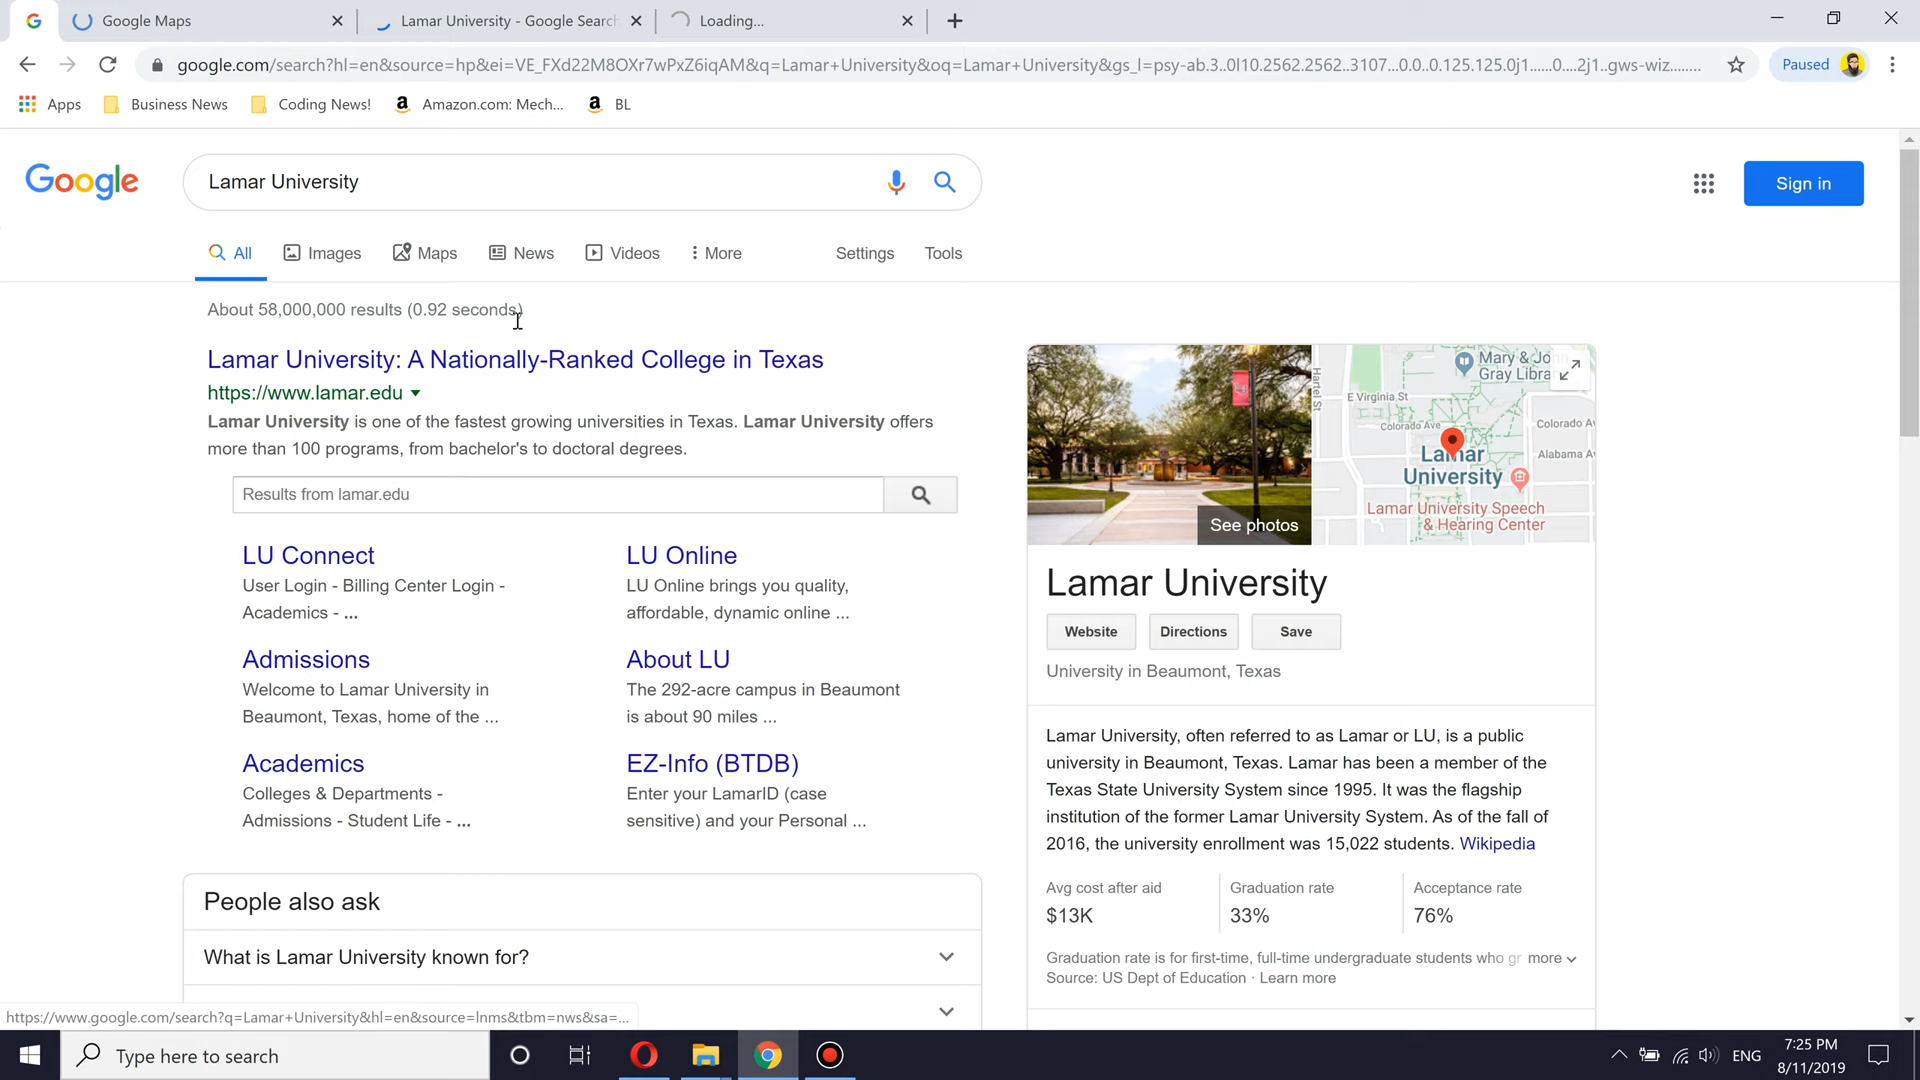 Google Maps
Lamar University - Google Search
Loading...
google.com/search?hl=en&source=hp&ei=VE_FXd22M8OXr7wPxZ6iqAM&q=Lamar+University&oq=Lamar+University&gs_l=psy-ab.3..0l10.2562.2562..3107...0.0..0.125.125.0j1......0....2j1..gws-wiz.......
Paused
Apps
Business News
Coding News!
Amazon.com: Mech...
BL
Google
Lamar University
Sign in
All
Images
Maps
News
Videos
More
Settings
Tools
About 58,000,000 results (0.92 seconds)
Lamar University: A Nationally-Ranked College in Texas
https://www.lamar.edu
Lamar University is one of the fastest growing universities in Texas. Lamar University offers
more than 100 programs, from bachelor's to doctoral degrees.
Results from lamar.edu
LU Connect
User Login - Billing Center Login -
Academics - ...
LU Online
LU Online brings you quality,
affordable, dynamic online ...
Admissions
Welcome to Lamar University in
Beaumont, Texas, home of the ...
About LU
The 292-acre campus in Beaumont
is about 90 miles ...
Academics
Colleges & Departments -
Admissions - Student Life - ...
EZ-Info (BTDB)
Enter your LamarID (case
sensitive) and your Personal ...
People also ask
What is Lamar University known for?
See photos
Mary & John
Gray Libra
Hartel St
E Virginia St
Colorado Ave
Colorado A
Alabama A
Lamar
University
Lamar University Speech
& Hearing Center
Lamar University
Website
Directions
Save
University in Beaumont, Texas
Lamar University, often referred to as Lamar or LU, is a public
university in Beaumont, Texas. Lamar has been a member of the
Texas State University System since 1995. It was the flagship
institution of the former Lamar University System. As of the fall of
2016, the university enrollment was 15,022 students. Wikipedia
Avg cost after aid
$13K
Graduation rate
33%
Acceptance rate
76%
Graduation rate is for first-time, full-time undergraduate students who gr more
Source: US Dept of Education · Learn more
https://www.google.com/search?q=Lamar+University&hl=en&source=lnms&tbm=nws&sa=...
Type here to search
ENG
7:25 PM
8/11/2019